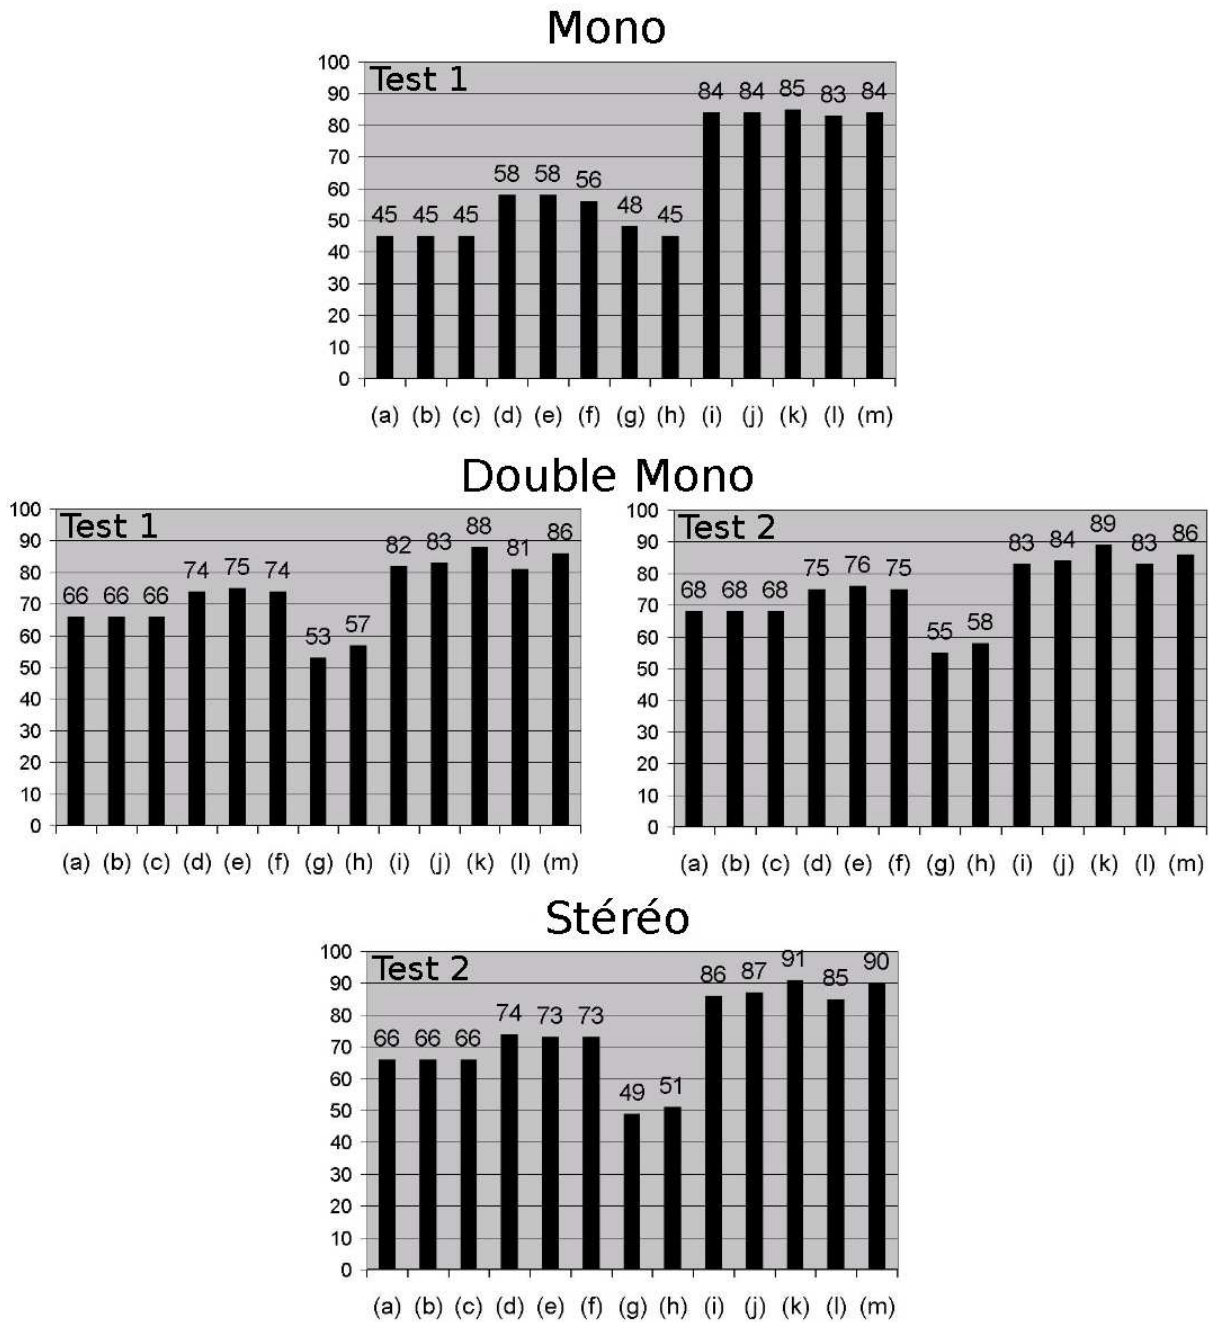 Mono
Test 1
100
90
80
70
60
50
40
30
20
10
0
45 45 45 58 58 56 48 45 84 84 85 83 84
(a) (b) (c) (d) (e) (f) (g) (h) (i) (j) (k) (l) (m)
Double Mono
Test 1
100
90
80
70
60
50
40
30
20
10
0
66 66 66 74 75 74 53 57 82 83 88 81 86
(a) (b) (c) (d) (e) (f) (g) (h) (i) (j) (k) (l) (m)
Test 2
100
90
80
70
60
50
40
30
20
10
0
68 68 68 75 76 75 55 58 83 84 89 83 86
(a) (b) (c) (d) (e) (f) (g) (h) (i) (j) (k) (l) (m)
Stéréo
Test 2
100
90
80
70
60
50
40
30
20
10
0
66 66 66 74 73 73 49 51 86 87 91 85 90
(a) (b) (c) (d) (e) (f) (g) (h) (i) (j) (k) (l) (m)